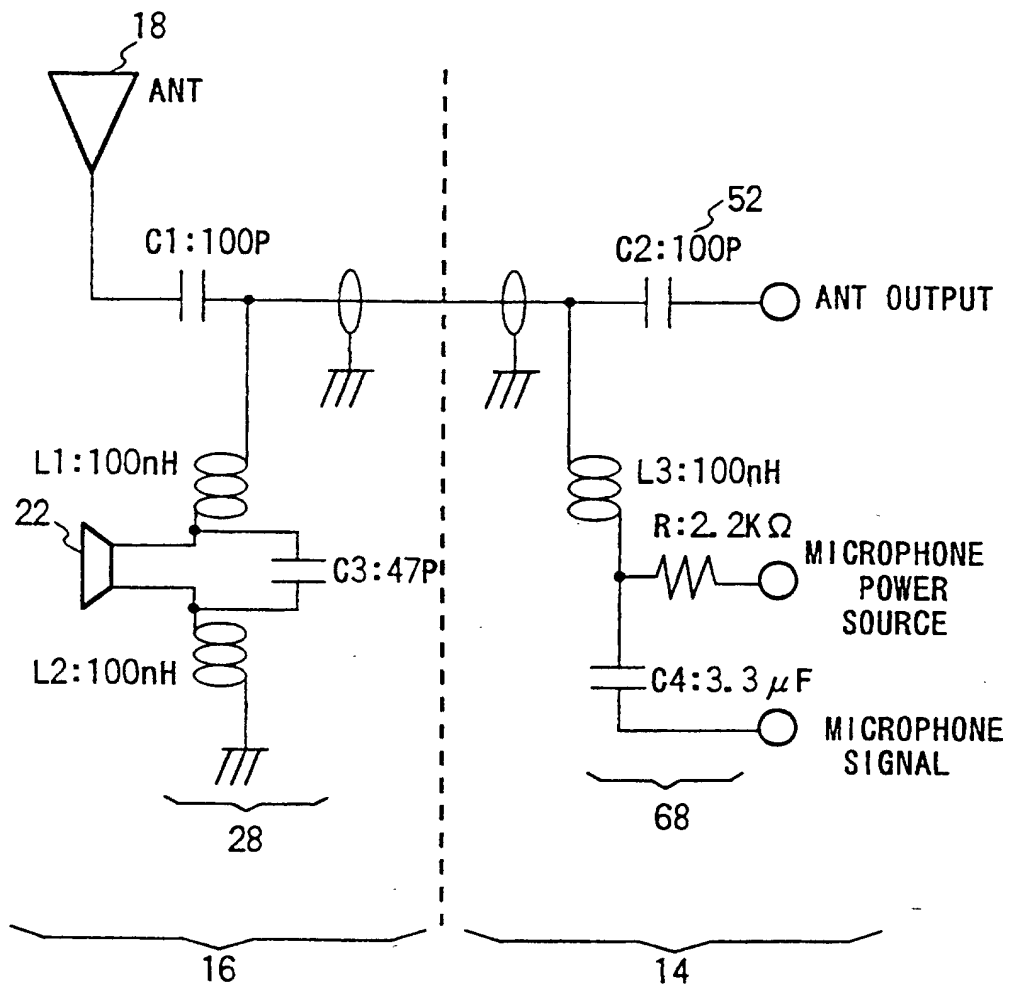 18
ANT
52
C1:100P
C2:100P
ANT OUTPUT
L1:100nH
L3:100nH
22
R:2.2KΩ
MICROPHONE
POWER
SOURCE
C3:47P
L2:100nH
C4:3.3μF
MICROPHONE
SIGNAL
28
68
16
14